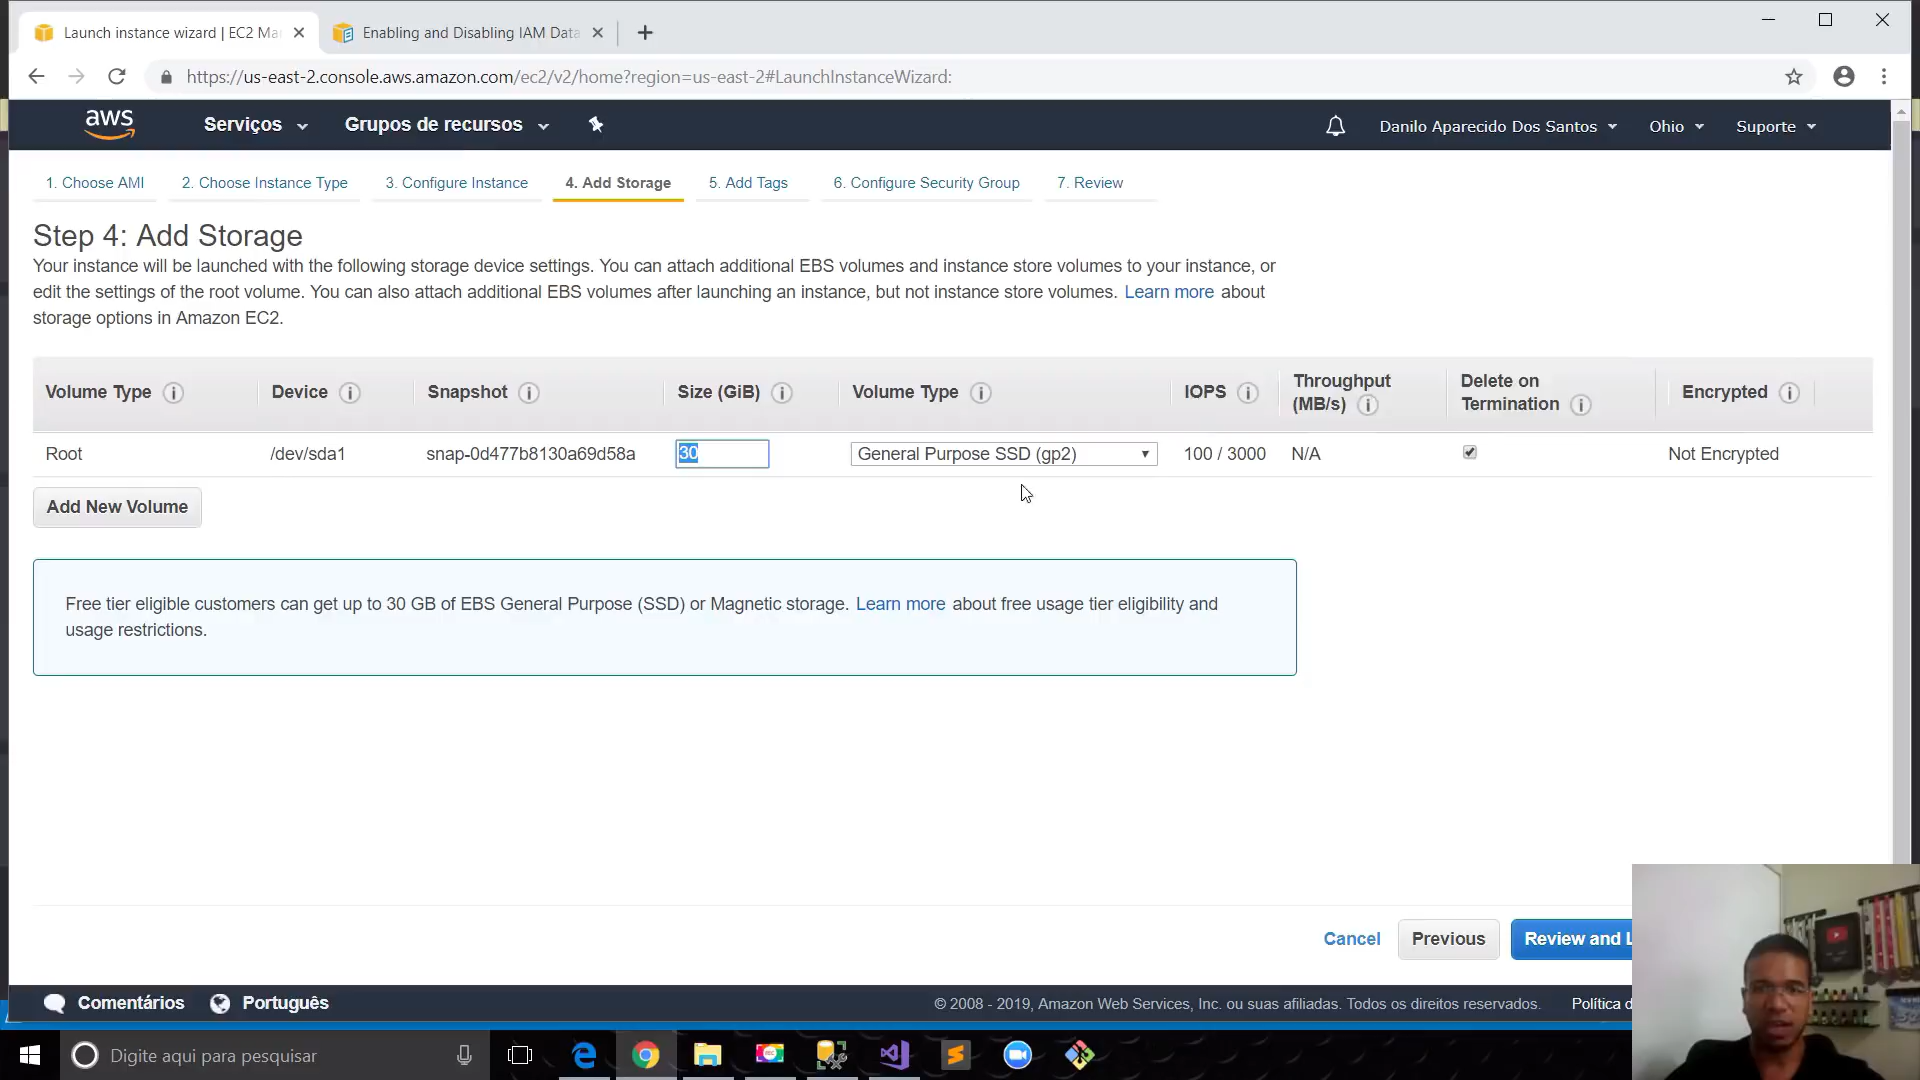 Launch instance wizard | EC2 Ma
Enabling and Disabling IAM Data
https://us-east-2.console.aws.amazon.com/ec2/v2/home?region=us-east-2#LaunchInstanceWizard:
aws
Serviços
Grupos de recursos
Danilo Aparecido Dos Santos
Ohio
Suporte
1. Choose AMI
2. Choose Instance Type
3. Configure Instance
4. Add Storage
5. Add Tags
6. Configure Security Group
7. Review
Step 4: Add Storage
Your instance will be launched with the following storage device settings. You can attach additional EBS volumes and instance store volumes to your instance, or
edit the settings of the root volume. You can also attach additional EBS volumes after launching an instance, but not instance store volumes. Learn more about
storage options in Amazon EC2.
Volume Type
Device
Snapshot
Size (GiB)
Volume Type
IOPS
Throughput
(MB/s)
Delete on
Termination
Encrypted
Root
/dev/sda1
snap-0d477b8130a69d58a
30
General Purpose SSD (gp2)
100 / 3000
N/A
Not Encrypted
Add New Volume
Free tier eligible customers can get up to 30 GB of EBS General Purpose (SSD) or Magnetic storage. Learn more about free usage tier eligibility and
usage restrictions.
Cancel
Previous
Review and L
Comentários
Português
© 2008 - 2019, Amazon Web Services, Inc. ou suas afiliadas. Todos os direitos reservados.
Política d
Digite aqui para pesquisar